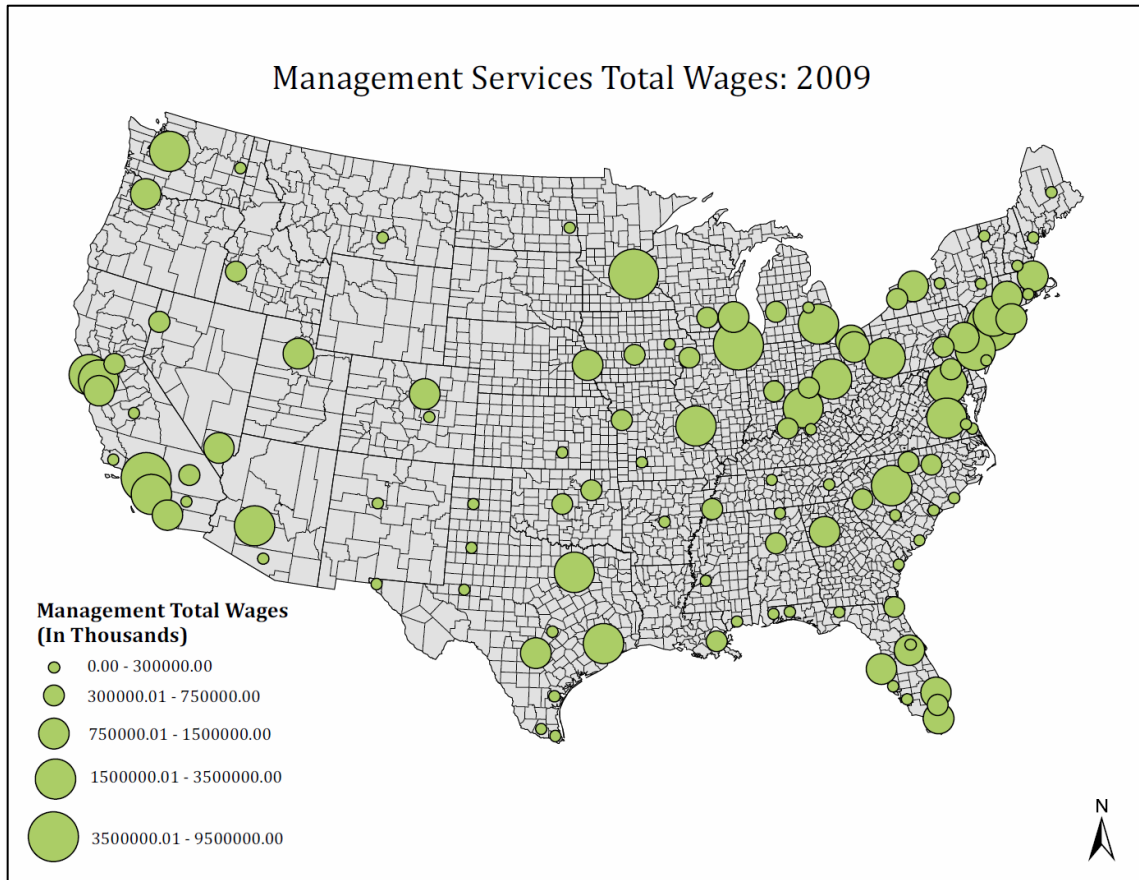 Management Services Total Wages: 2009
Management Total Wages
(In Thousands)
0.00 - 300000.00
300000.01 - 750000.00
750000.01 - 1500000.00
1500000.01 - 3500000.00
3500000.01 - 9500000.00
N